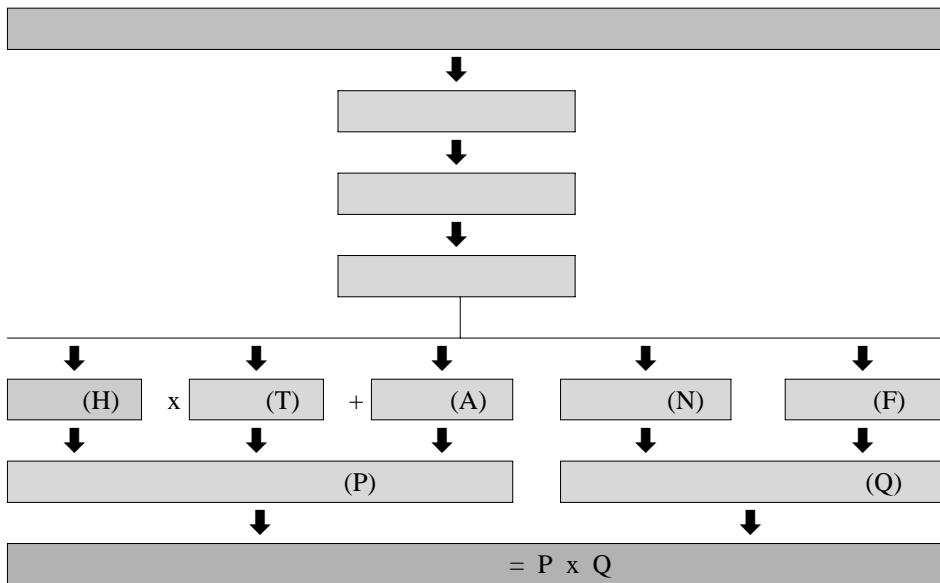 (H) x (T) + (A) (N) (F)
(P) (Q)
= P x Q